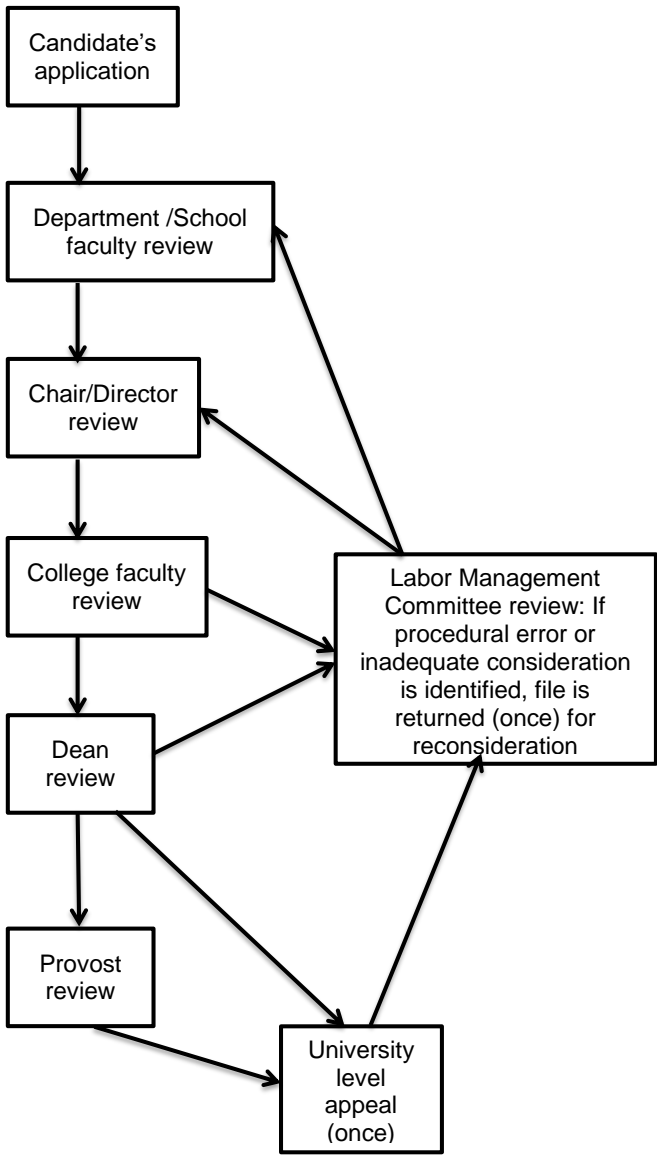 Candidate’s
application
Department /School
faculty review
Chair/Director
review
College faculty
review
Labor Management
Committee review: If
procedural error or
inadequate consideration
is identified, file is
returned (once) for
reconsideration
Dean
review
Provost
review
University
level
appeal
(once)